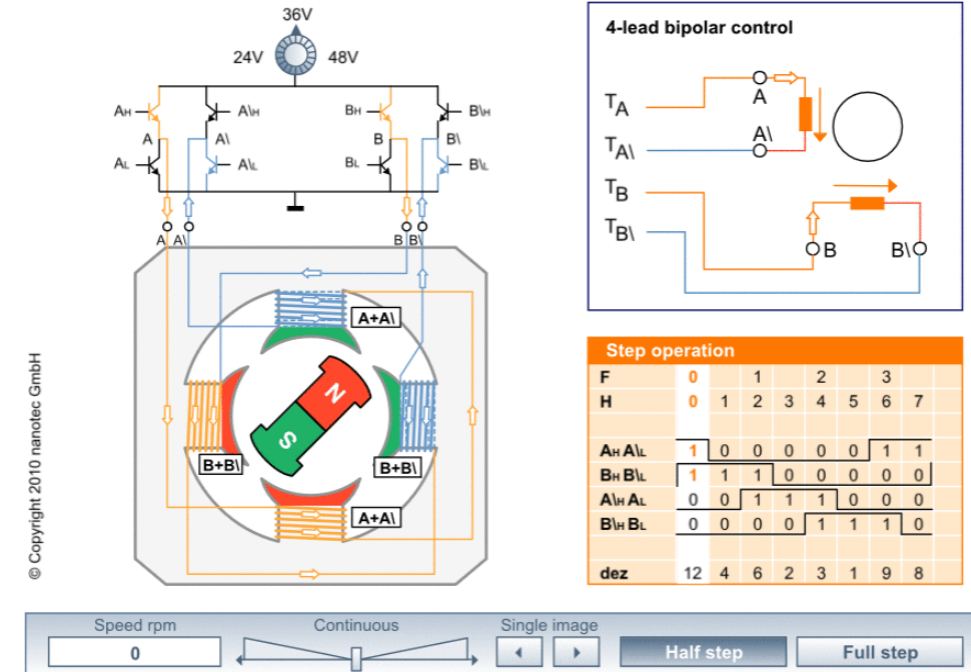 36V
24V 48V
AH A\H BH B\H
A A\ B B\
AL A\L BL B\L
A A\ B B\
A+A\
N
S
B+B\ B+B\
A+A\
© Copyright 2010 nanotec GmbH
4-lead bipolar control
TA A
TA\ A\
TB
TB\ B B\
Step operation
F 0 1 2 3
H 0 1 2 3 4 5 6 7
AH A\L 1 0 0 0 0 0 1 1
BH B\L 1 1 1 0 0 0 0 0
A\H AL 0 0 1 1 1 0 0 0
B\H BL 0 0 0 0 1 1 1 0
dez 12 4 6 2 3 1 9 8
Speed rpm Continuous Single image
0 Half step Full step